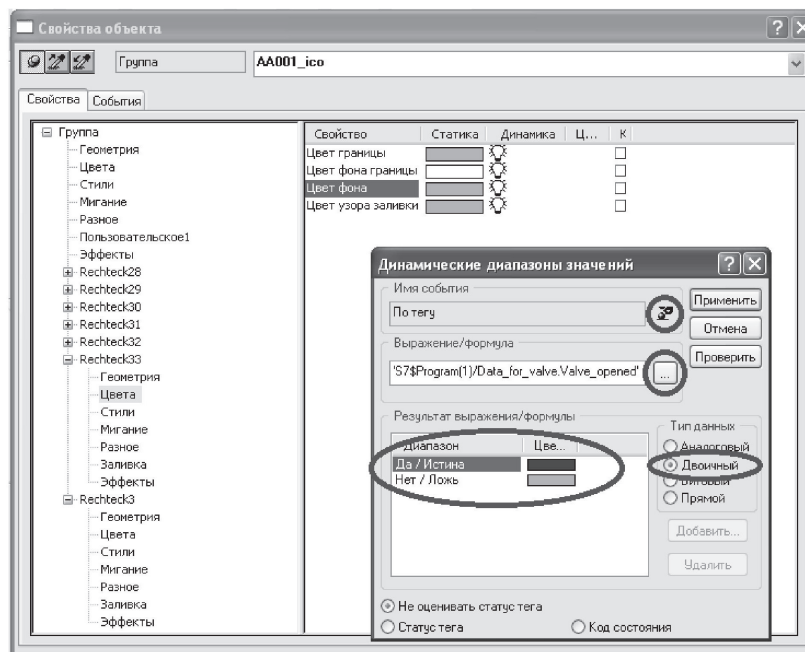 Свойства объекта
Группа
AA001_ico
Свойства
События
Группа
Геометрия
Цвета
Стили
Мигание
Разное
Пользовательское1
Эффекты
Rechteck28
Rechteck29
Rechteck30
Rechteck31
Rechteck32
Rechteck33
Геометрия
Цвета
Стили
Мигание
Разное
Заливка
Эффекты
Rechteck3
Геометрия
Цвета
Стили
Мигание
Разное
Заливка
Эффекты
Свойство Статика Динамика Ц... К
Цвет границы
Цвет фона границы
Цвет фона
Цвет узора заливки
Динамические диапазоны значений
Имя события
По тегу
Применить
Отмена
Проверить
Выражение/формула
'S7$Program(1)/Data_for_valve.Valve_opened'
...
Результат выражения/формулы
Диапазон Цве...
Да / Истина
Нет / Ложь
Тип данных
Аналоговый
Двоичный
Битовый
Прямой
Добавить...
Удалить
Не оценивать статус тега
Статус тега
Код состояния